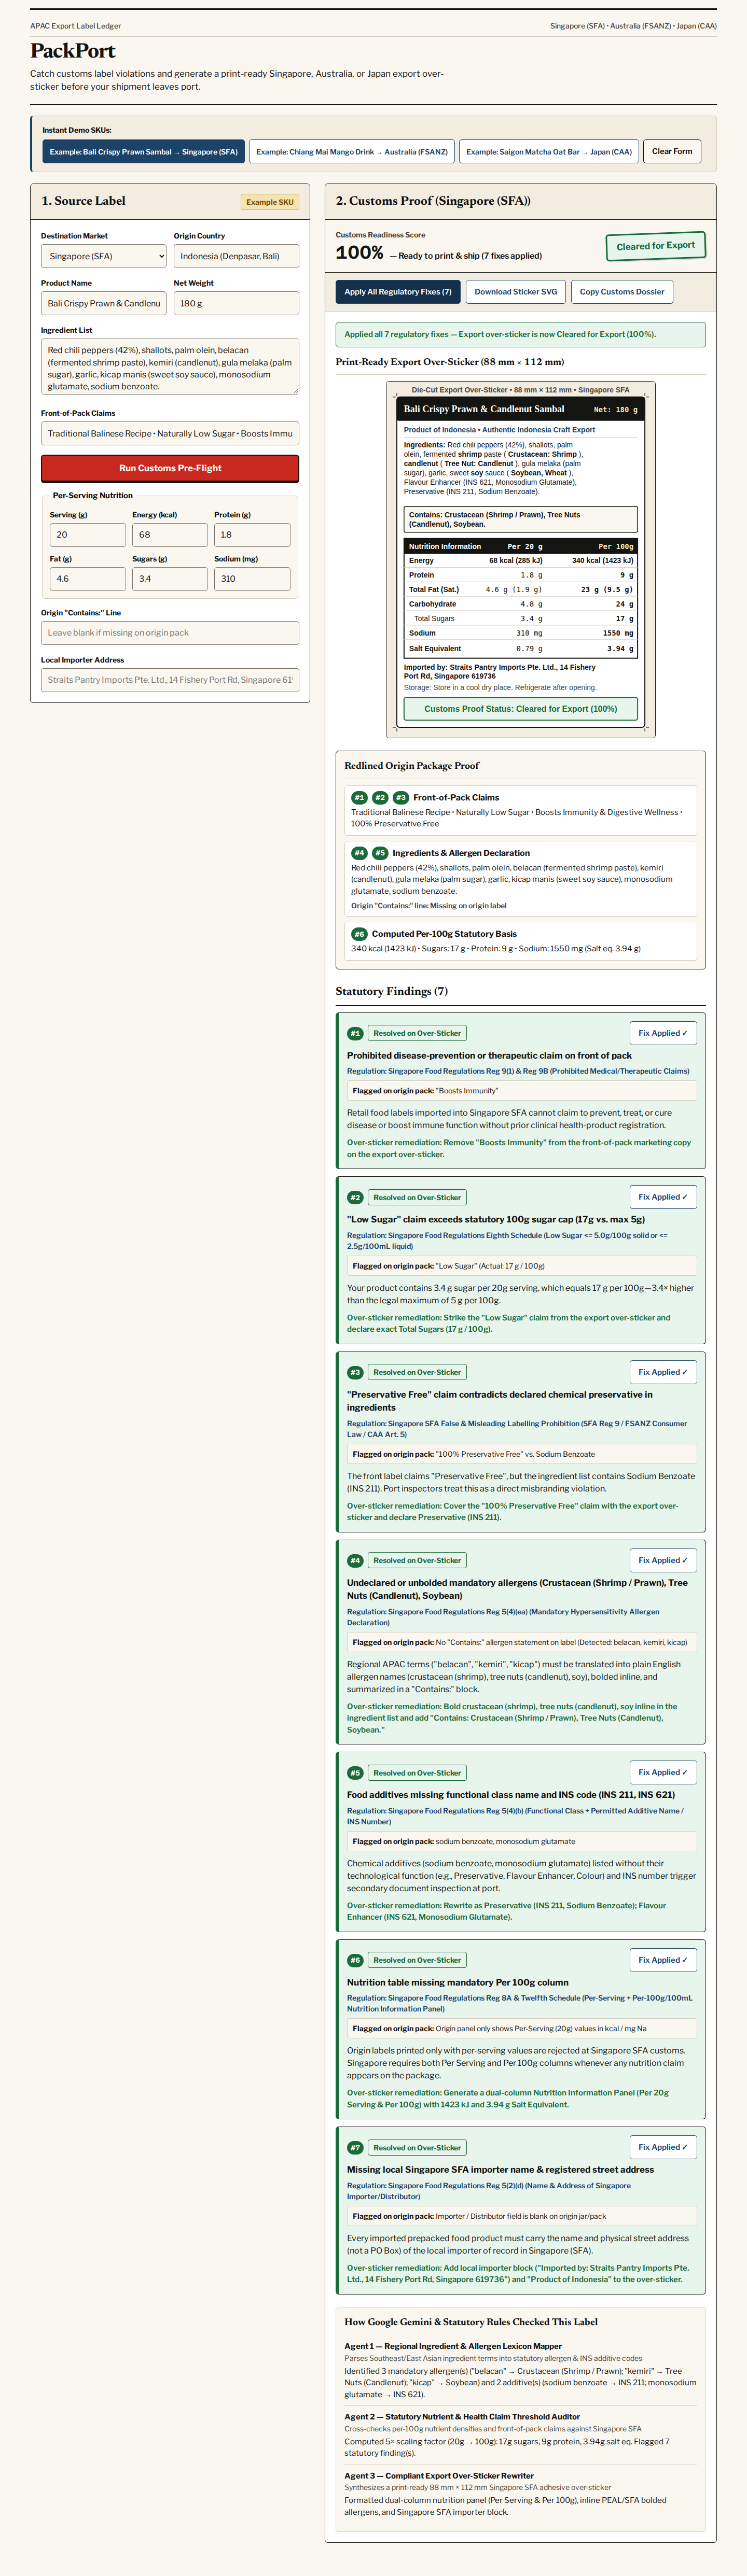 APAC Export Label Ledger
Singapore (SFA) • Australia (FSANZ) • Japan (CAA)
PackPort
Catch customs label violations and generate a print-ready Singapore, Australia, or Japan export over-
sticker before your shipment leaves port.
Instant Demo SKUs:
Example: Bali Crispy Prawn Sambal → Singapore (SFA)
Example: Chiang Mai Mango Drink → Australia (FSANZ)
Example: Saigon Matcha Oat Bar → Japan (CAA)
Clear Form
1. Source Label
Example SKU
Destination Market
Origin Country
Singapore (SFA)
Indonesia (Denpasar, Bali)
Product Name
Net Weight
Bali Crispy Prawn & Candlenu
180 g
Ingredient List
Red chili peppers (42%), shallots, palm olein, belacan
(fermented shrimp paste), kemiri (candlenut), gula melaka (palm
sugar), garlic, kicap manis (sweet soy sauce), monosodium
glutamate, sodium benzoate.
Front-of-Pack Claims
Traditional Balinese Recipe • Naturally Low Sugar • Boosts Immu
Run Customs Pre-Flight
Per-Serving Nutrition
Serving (g)
Energy (kcal)
Protein (g)
20
68
1.8
Fat (g)
Sugars (g)
Sodium (mg)
4.6
3.4
310
Origin "Contains:" Line
Leave blank if missing on origin pack
Local Importer Address
Straits Pantry Imports Pte. Ltd., 14 Fishery Port Rd, Singapore 61
2. Customs Proof (Singapore (SFA))
Customs Readiness Score
100% — Ready to print & ship (7 fixes applied)
Cleared for Export
Apply All Regulatory Fixes (7)
Download Sticker SVG
Copy Customs Dossier
Applied all 7 regulatory fixes — Export over-sticker is now Cleared for Export (100%).
Print-Ready Export Over-Sticker (88 mm × 112 mm)
Die-Cut Export Over-Sticker • 88 mm × 112 mm • Singapore SFA
Bali Crispy Prawn & Candlenut Sambal
Net: 180 g
Product of Indonesia • Authentic Indonesia Craft Export
Ingredients: Red chili peppers (42%), shallots, palm
olein, fermented shrimp paste ( Crustacean: Shrimp ),
candlenut ( Tree Nut: Candlenut ), gula melaka (palm
sugar), garlic, sweet soy sauce ( Soybean, Wheat ),
Flavour Enhancer (INS 621, Monosodium Glutamate),
Preservative (INS 211, Sodium Benzoate).
Contains: Crustacean (Shrimp / Prawn), Tree Nuts
(Candlenut), Soybean.
Nutrition Information Per 20 g Per 100g
Energy 68 kcal (285 kJ) 340 kcal (1423 kJ)
Protein 1.8 g 9 g
Total Fat (Sat.) 4.6 g (1.9 g) 23 g (9.5 g)
Carbohydrate 4.8 g 24 g
Total Sugars 3.4 g 17 g
Sodium 310 mg 1550 mg
Salt Equivalent 0.79 g 3.94 g
Imported by: Straits Pantry Imports Pte. Ltd., 14 Fishery
Port Rd, Singapore 619736
Storage: Store in a cool dry place. Refrigerate after opening.
Customs Proof Status: Cleared for Export (100%)
Redlined Origin Package Proof
#1 #2 #3 Front-of-Pack Claims
Traditional Balinese Recipe • Naturally Low Sugar • Boosts Immunity & Digestive Wellness •
100% Preservative Free
#4 #5 Ingredients & Allergen Declaration
Red chili peppers (42%), shallots, palm olein, belacan (fermented shrimp paste), kemiri
(candlenut), gula melaka (palm sugar), garlic, kicap manis (sweet soy sauce), monosodium
glutamate, sodium benzoate.
Origin "Contains:" line: Missing on origin label
#6 Computed Per-100g Statutory Basis
340 kcal (1423 kJ) • Sugars: 17 g • Protein: 9 g • Sodium: 1550 mg (Salt eq. 3.94 g)
Statutory Findings (7)
#1 Resolved on Over-Sticker
Fix Applied ✓
Prohibited disease-prevention or therapeutic claim on front of pack
Regulation: Singapore Food Regulations Reg 9(1) & Reg 9B (Prohibited Medical/Therapeutic Claims)
Flagged on origin pack: "Boosts Immunity"
Retail food labels imported into Singapore SFA cannot claim to prevent, treat, or cure
disease or boost immune function without prior clinical health-product registration.
Over-sticker remediation: Remove "Boosts Immunity" from the front-of-pack marketing copy
on the export over-sticker.
#2 Resolved on Over-Sticker
Fix Applied ✓
"Low Sugar" claim exceeds statutory 100g sugar cap (17g vs. max 5g)
Regulation: Singapore Food Regulations Eighth Schedule (Low Sugar <= 5.0g/100g solid or <=
2.5g/100mL liquid)
Flagged on origin pack: "Low Sugar" (Actual: 17 g / 100g)
Your product contains 3.4 g sugar per 20g serving, which equals 17 g per 100g—3.4× higher
than the legal maximum of 5 g per 100g.
Over-sticker remediation: Strike the "Low Sugar" claim from the export over-sticker and
declare exact Total Sugars (17 g / 100g).
#3 Resolved on Over-Sticker
Fix Applied ✓
"Preservative Free" claim contradicts declared chemical preservative in
ingredients
Regulation: Singapore SFA False & Misleading Labelling Prohibition (SFA Reg 9 / FSANZ Consumer
Law / CAA Art. 5)
Flagged on origin pack: "100% Preservative Free" vs. Sodium Benzoate
The front label claims "Preservative Free", but the ingredient list contains Sodium Benzoate
(INS 211). Port inspectors treat this as a direct misbranding violation.
Over-sticker remediation: Cover the "100% Preservative Free" claim with the export over-
sticker and declare Preservative (INS 211).
#4 Resolved on Over-Sticker
Fix Applied ✓
Undeclared or unbolded mandatory allergens (Crustacean (Shrimp / Prawn), Tree
Nuts (Candlenut), Soybean)
Regulation: Singapore Food Regulations Reg 5(4)(ea) (Mandatory Hypersensitivity Allergen
Declaration)
Flagged on origin pack: No "Contains:" allergen statement on label (Detected: belacan, kemiri, kicap)
Regional APAC terms ("belacan", "kemiri", "kicap") must be translated into plain English
allergen names (crustacean (shrimp), tree nuts (candlenut), soy), bolded inline, and
summarized in a "Contains:" block.
Over-sticker remediation: Bold crustacean (shrimp), tree nuts (candlenut), soy inline in the
ingredient list and add "Contains: Crustacean (Shrimp / Prawn), Tree Nuts (Candlenut),
Soybean."
#5 Resolved on Over-Sticker
Fix Applied ✓
Food additives missing functional class name and INS code (INS 211, INS 621)
Regulation: Singapore Food Regulations Reg 5(4)(b) (Functional Class + Permitted Additive Name /
INS Number)
Flagged on origin pack: sodium benzoate, monosodium glutamate
Chemical additives (sodium benzoate, monosodium glutamate) listed without their
technological function (e.g., Preservative, Flavour Enhancer, Colour) and INS number trigger
secondary document inspection at port.
Over-sticker remediation: Rewrite as Preservative (INS 211, Sodium Benzoate); Flavour
Enhancer (INS 621, Monosodium Glutamate).
#6 Resolved on Over-Sticker
Fix Applied ✓
Nutrition table missing mandatory Per 100g column
Regulation: Singapore Food Regulations Reg 8A & Twelfth Schedule (Per-Serving + Per-100g/100mL
Nutrition Information Panel)
Flagged on origin pack: Origin panel only shows Per-Serving (20g) values in kcal / mg Na
Origin labels printed only with per-serving values are rejected at Singapore SFA customs.
Singapore requires both Per Serving and Per 100g columns whenever any nutrition claim
appears on the package.
Over-sticker remediation: Generate a dual-column Nutrition Information Panel (Per 20g
Serving & Per 100g) with 1423 kJ and 3.94 g Salt Equivalent.
#7 Resolved on Over-Sticker
Fix Applied ✓
Missing local Singapore SFA importer name & registered street address
Regulation: Singapore Food Regulations Reg 5(2)(d) (Name & Address of Singapore
Importer/Distributor)
Flagged on origin pack: Importer / Distributor field is blank on origin jar/pack
Every imported prepacked food product must carry the name and physical street address
(not a PO Box) of the local importer of record in Singapore (SFA).
Over-sticker remediation: Add local importer block ("Imported by: Straits Pantry Imports Pte.
Ltd., 14 Fishery Port Rd, Singapore 619736") and "Product of Indonesia" to the over-sticker.
How Google Gemini & Statutory Rules Checked This Label
Agent 1 — Regional Ingredient & Allergen Lexicon Mapper
Parses Southeast/East Asian ingredient terms into statutory allergen & INS additive codes
Identified 3 mandatory allergen(s) ("belacan" → Crustacean (Shrimp / Prawn); "kemiri" → Tree
Nuts (Candlenut); "kicap" → Soybean) and 2 additive(s) (sodium benzoate → INS 211; monosodium
glutamate → INS 621).
Agent 2 — Statutory Nutrient & Health Claim Threshold Auditor
Cross-checks per-100g nutrient densities and front-of-pack claims against Singapore SFA
Computed 5× scaling factor (20g → 100g): 17g sugars, 9g protein, 3.94g salt eq. Flagged 7
statutory finding(s).
Agent 3 — Compliant Export Over-Sticker Rewriter
Synthesizes a print-ready 88 mm × 112 mm Singapore SFA adhesive over-sticker
Formatted dual-column nutrition panel (Per Serving & Per 100g), inline PEAL/SFA bolded
allergens, and Singapore SFA importer block.